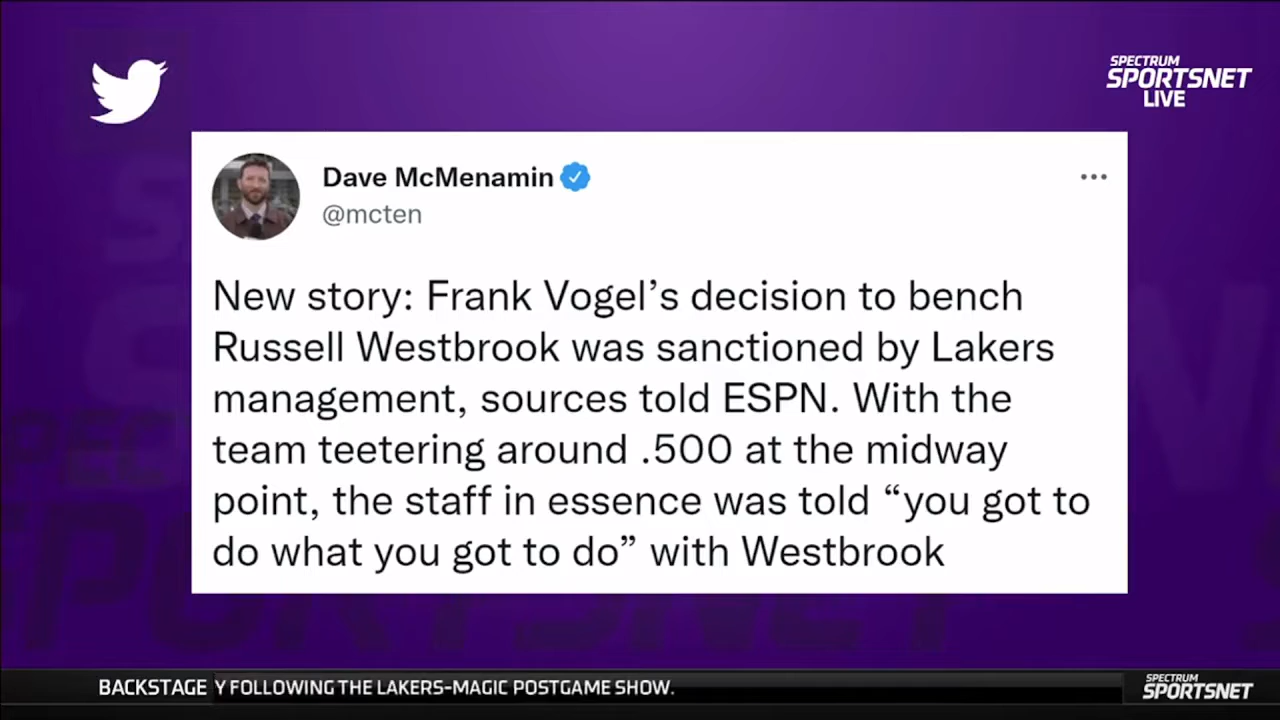 SPECTRUM
SPORTSNET
LIVE
Dave McMenamin
@mcten
New story: Frank Vogel’s decision to bench
Russell Westbrook was sanctioned by Lakers
management, sources told ESPN. With the
team teetering around .500 at the midway
point, the staff in essence was told “you got to
do what you got to do” with Westbrook
BACKSTAGE Y FOLLOWING THE LAKERS-MAGIC POSTGAME SHOW.
SPECTRUM
SPORTSNET